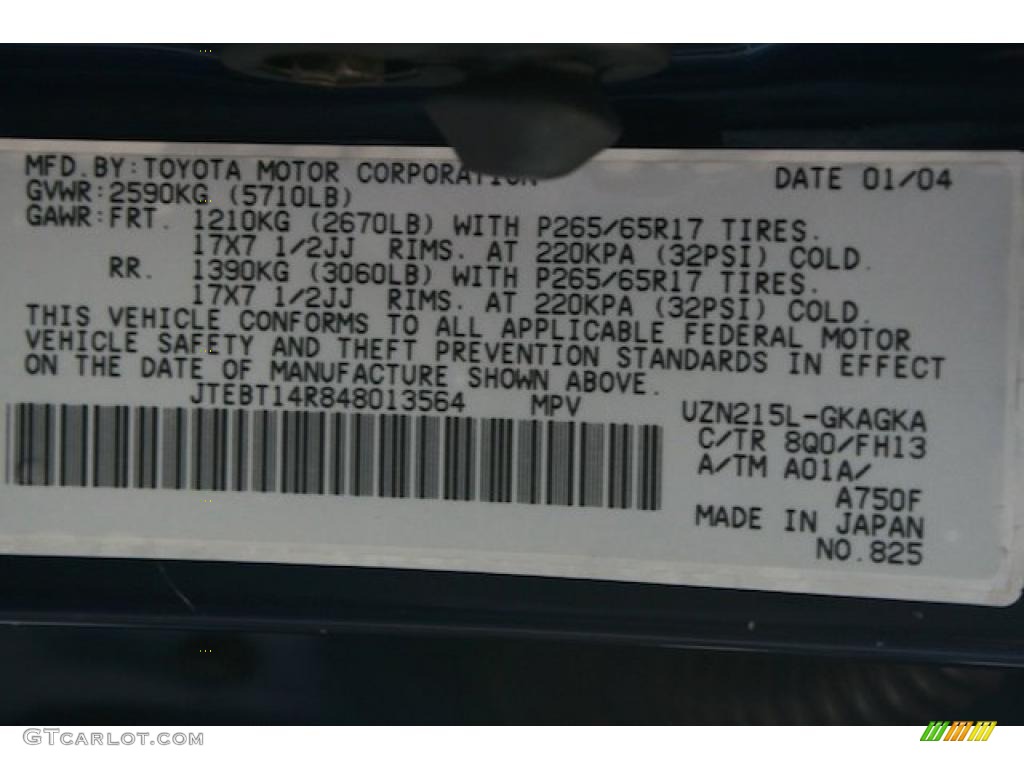 MFD. BY: TOYOTA MOTOR CORPORATION DATE 01/04
GVWR: 2590KG (5710LB)
GAWR: FRT. 1210KG (2670LB) WITH P265/65R17 TIRES.
17X7 1/2JJ RIMS. AT 220KPA (32PSI) COLD.
RR. 1390KG (3060LB) WITH P265/65R17 TIRES.
17X7 1/2JJ RIMS. AT 220KPA (32PSI) COLD.
THIS VEHICLE CONFORMS TO ALL APPLICABLE FEDERAL MOTOR
VEHICLE SAFETY AND THEFT PREVENTION STANDARDS IN EFFECT
ON THE DATE OF MANUFACTURE SHOWN ABOVE.
JTEBT14R848013564 MPV UZN215L-GKAGKA
C/TR 8Q0/FH13
A/TM A01A/
A750F
MADE IN JAPAN
NO. 825
GTCarLot.com